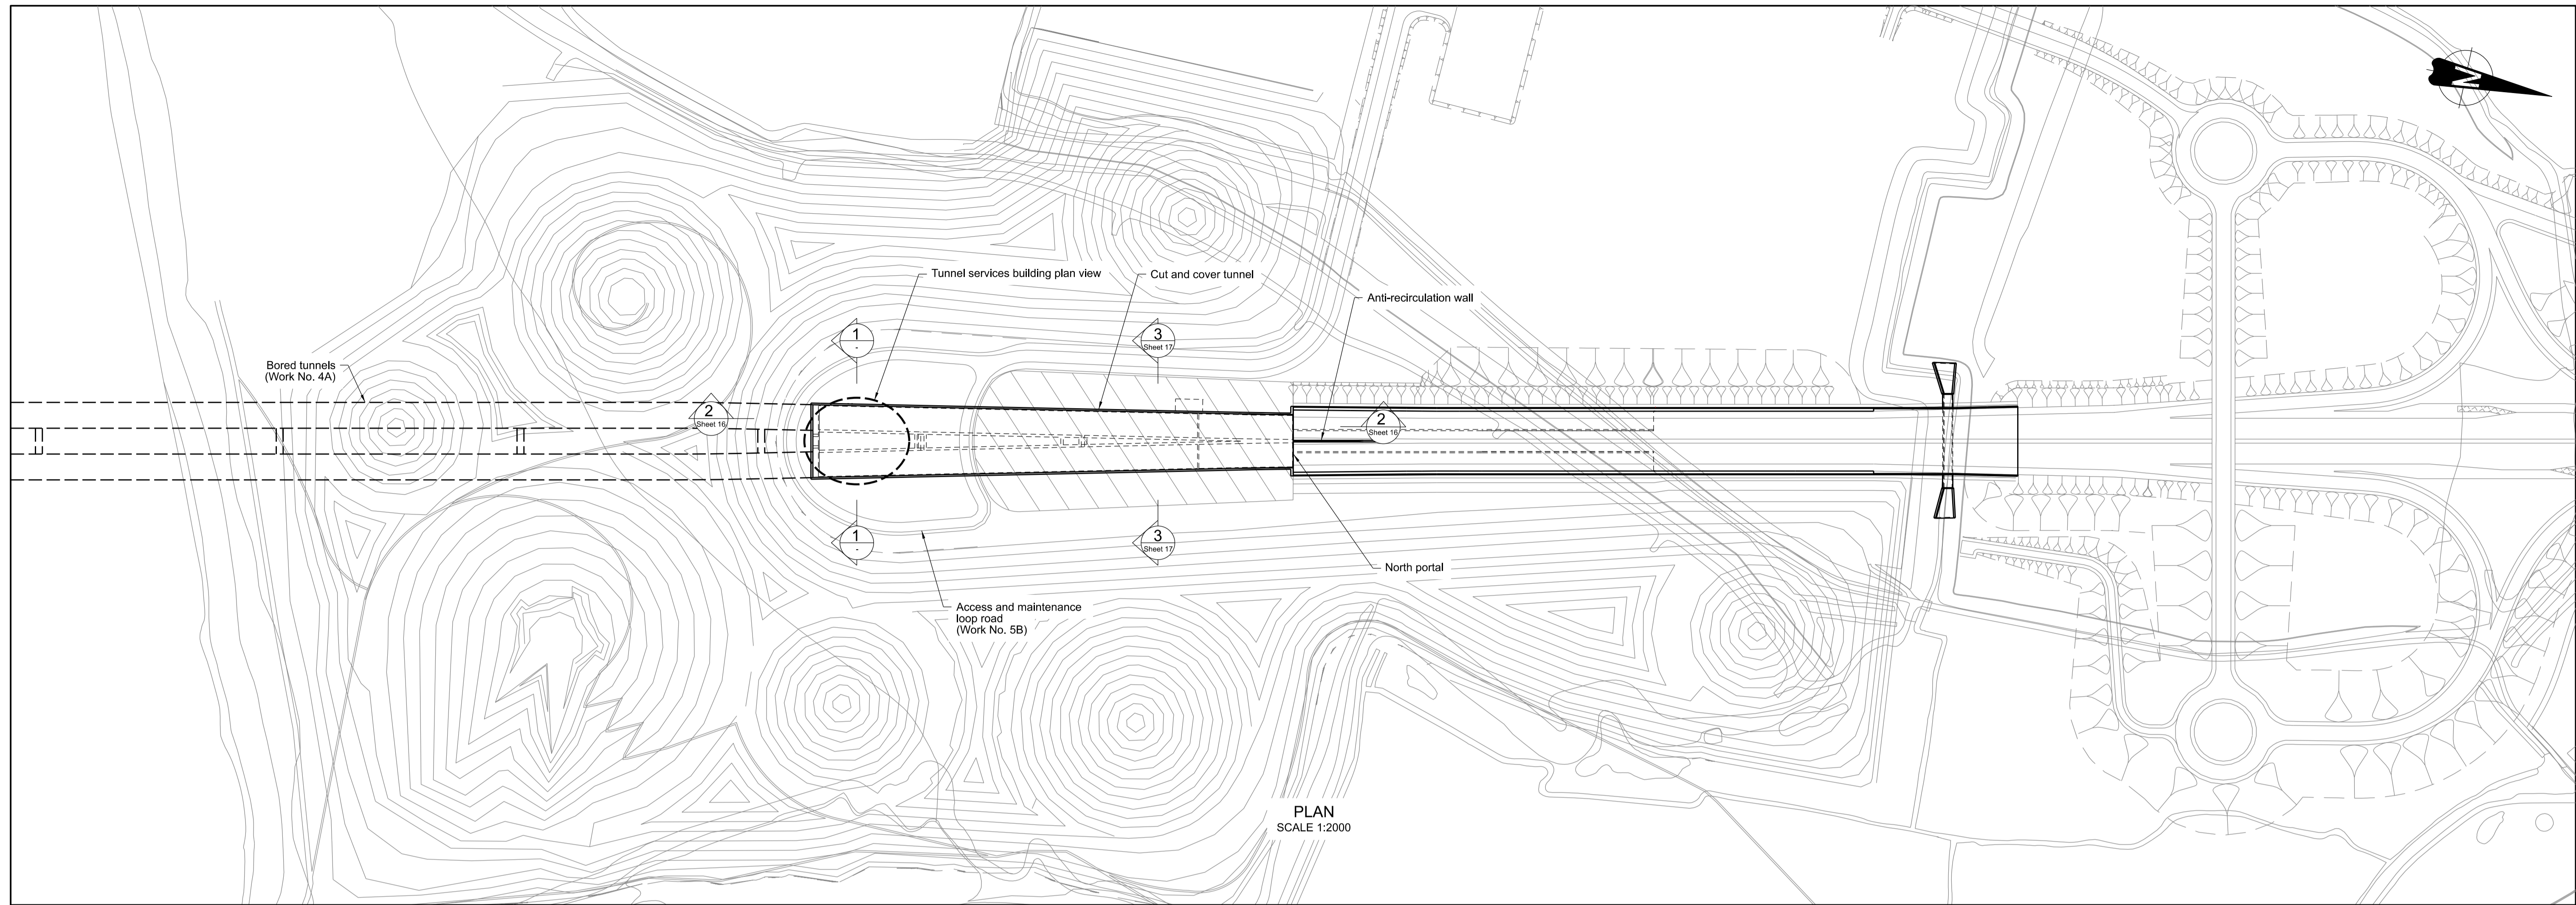 N
Tunnel services building plan view
Cut and cover tunnel
Anti-recirculation wall
1
-
3
Sheet 17
Bored tunnels
(Work No. 4A)
2
Sheet 16
2
Sheet 16
1
-
3
Sheet 17
North portal
Access and maintenance
loop road
(Work No. 5B)
PLAN
SCALE 1:2000